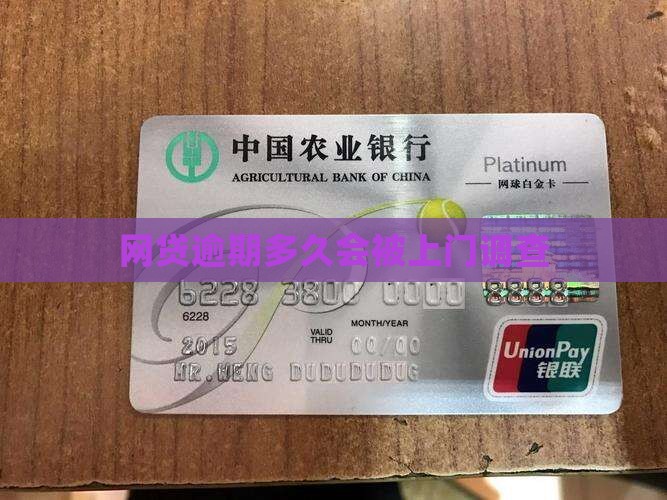 中国农业银行
AGRICULTURAL BANK OF CHINA
Platinum
网球白金卡
网贷逾期多久会被上门调查
6228 3800 0000 8888
6228
VALID THRU
MONTH/YEAR
2015
00/00
MR.HENG DUDUDUDUG
UnionPay
银联